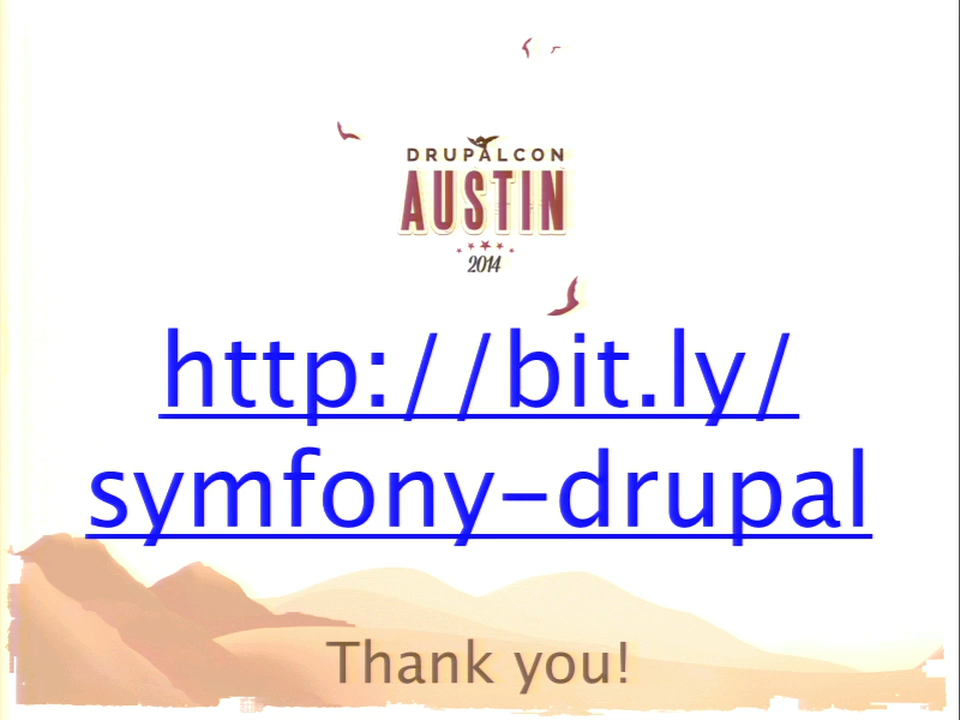 DRUPALCON
AUSTIN
2014
http://bit.ly/
symfony-drupal
Thank you!